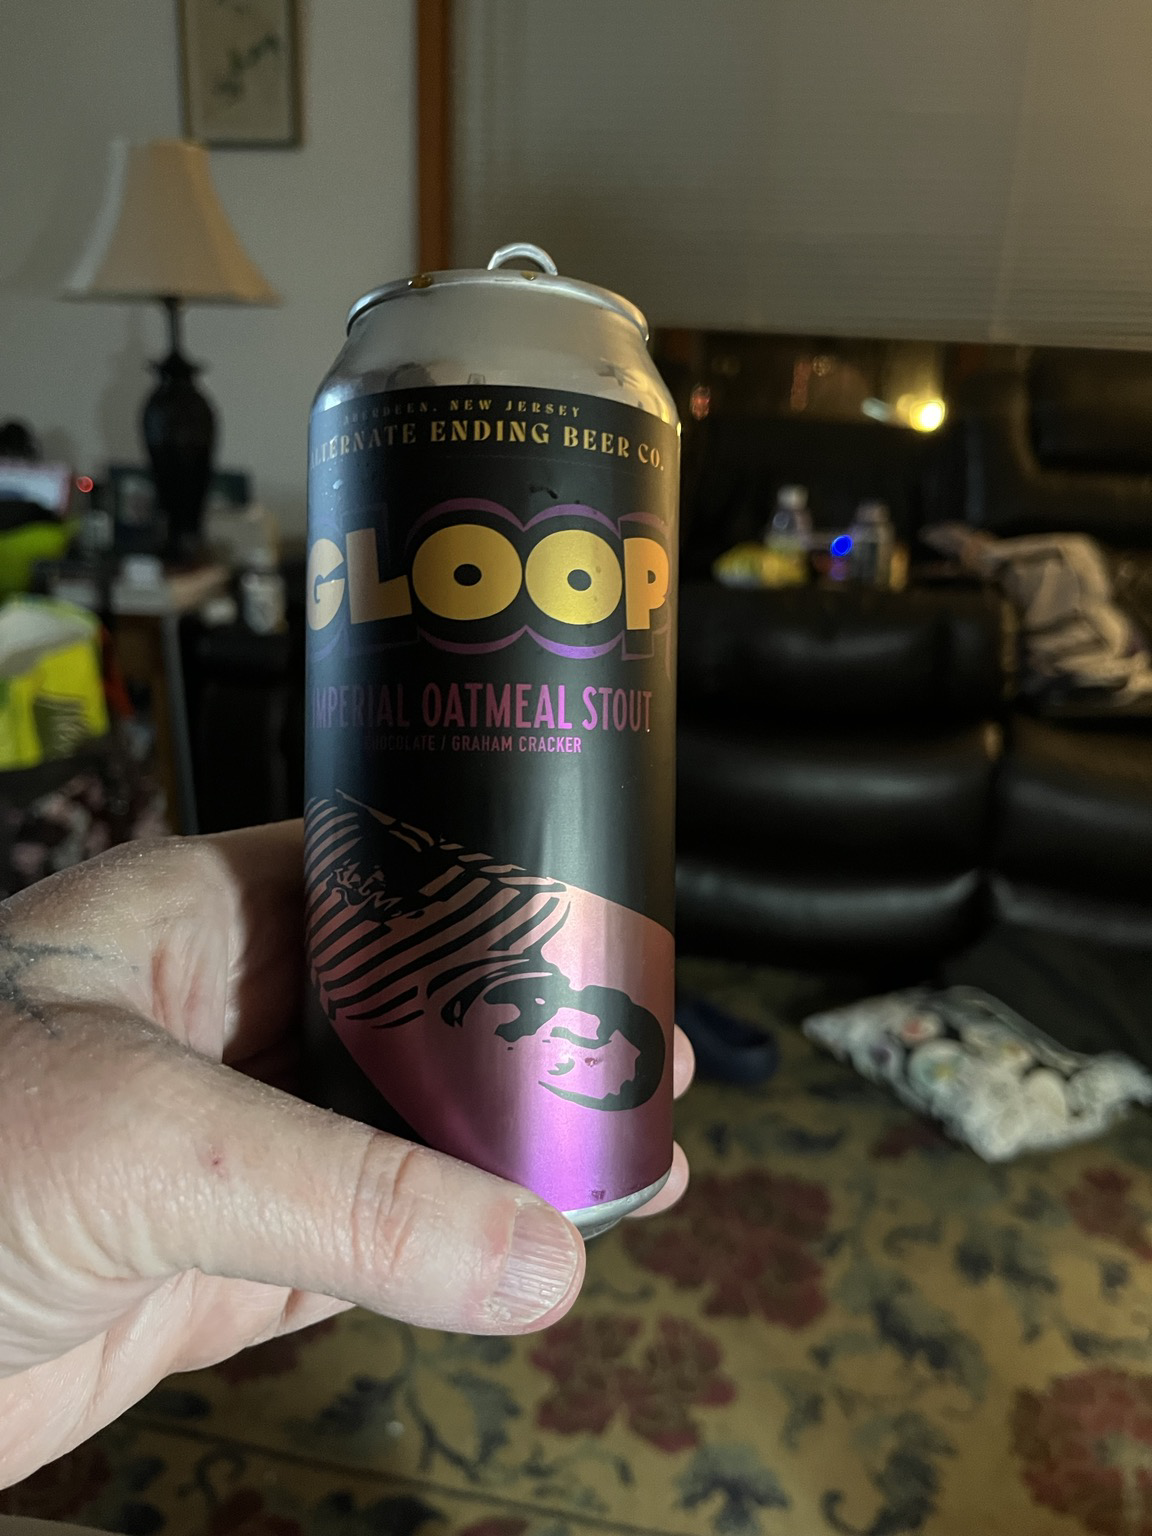 ABERDEEN, NEW JERSEY
ALTERNATE ENDING BEER CO.
GLOOP
IMPERIAL OATMEAL STOUT
CHOCOLATE / GRAHAM CRACKER